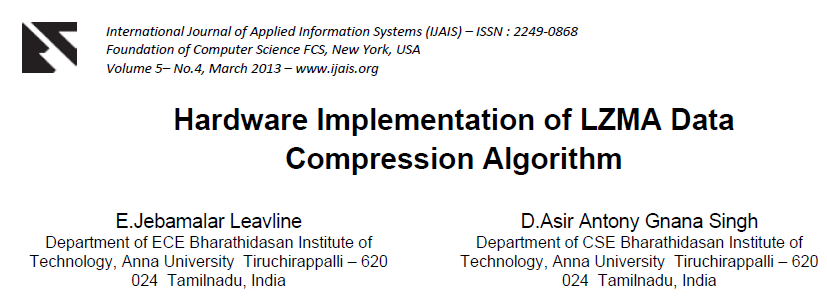 International Journal of Applied Information Systems (IJAIS) – ISSN : 2249-0868
Foundation of Computer Science FCS, New York, USA
Volume 5– No.4, March 2013 – www.ijais.org
Hardware Implementation of LZMA Data
Compression Algorithm
E.Jebamalar Leavline
Department of ECE Bharathidasan Institute of
Technology, Anna University Tiruchirappalli – 620
024 Tamilnadu, India
D.Asir Antony Gnana Singh
Department of CSE Bharathidasan Institute of
Technology, Anna University Tiruchirappalli – 620
024 Tamilnadu, India